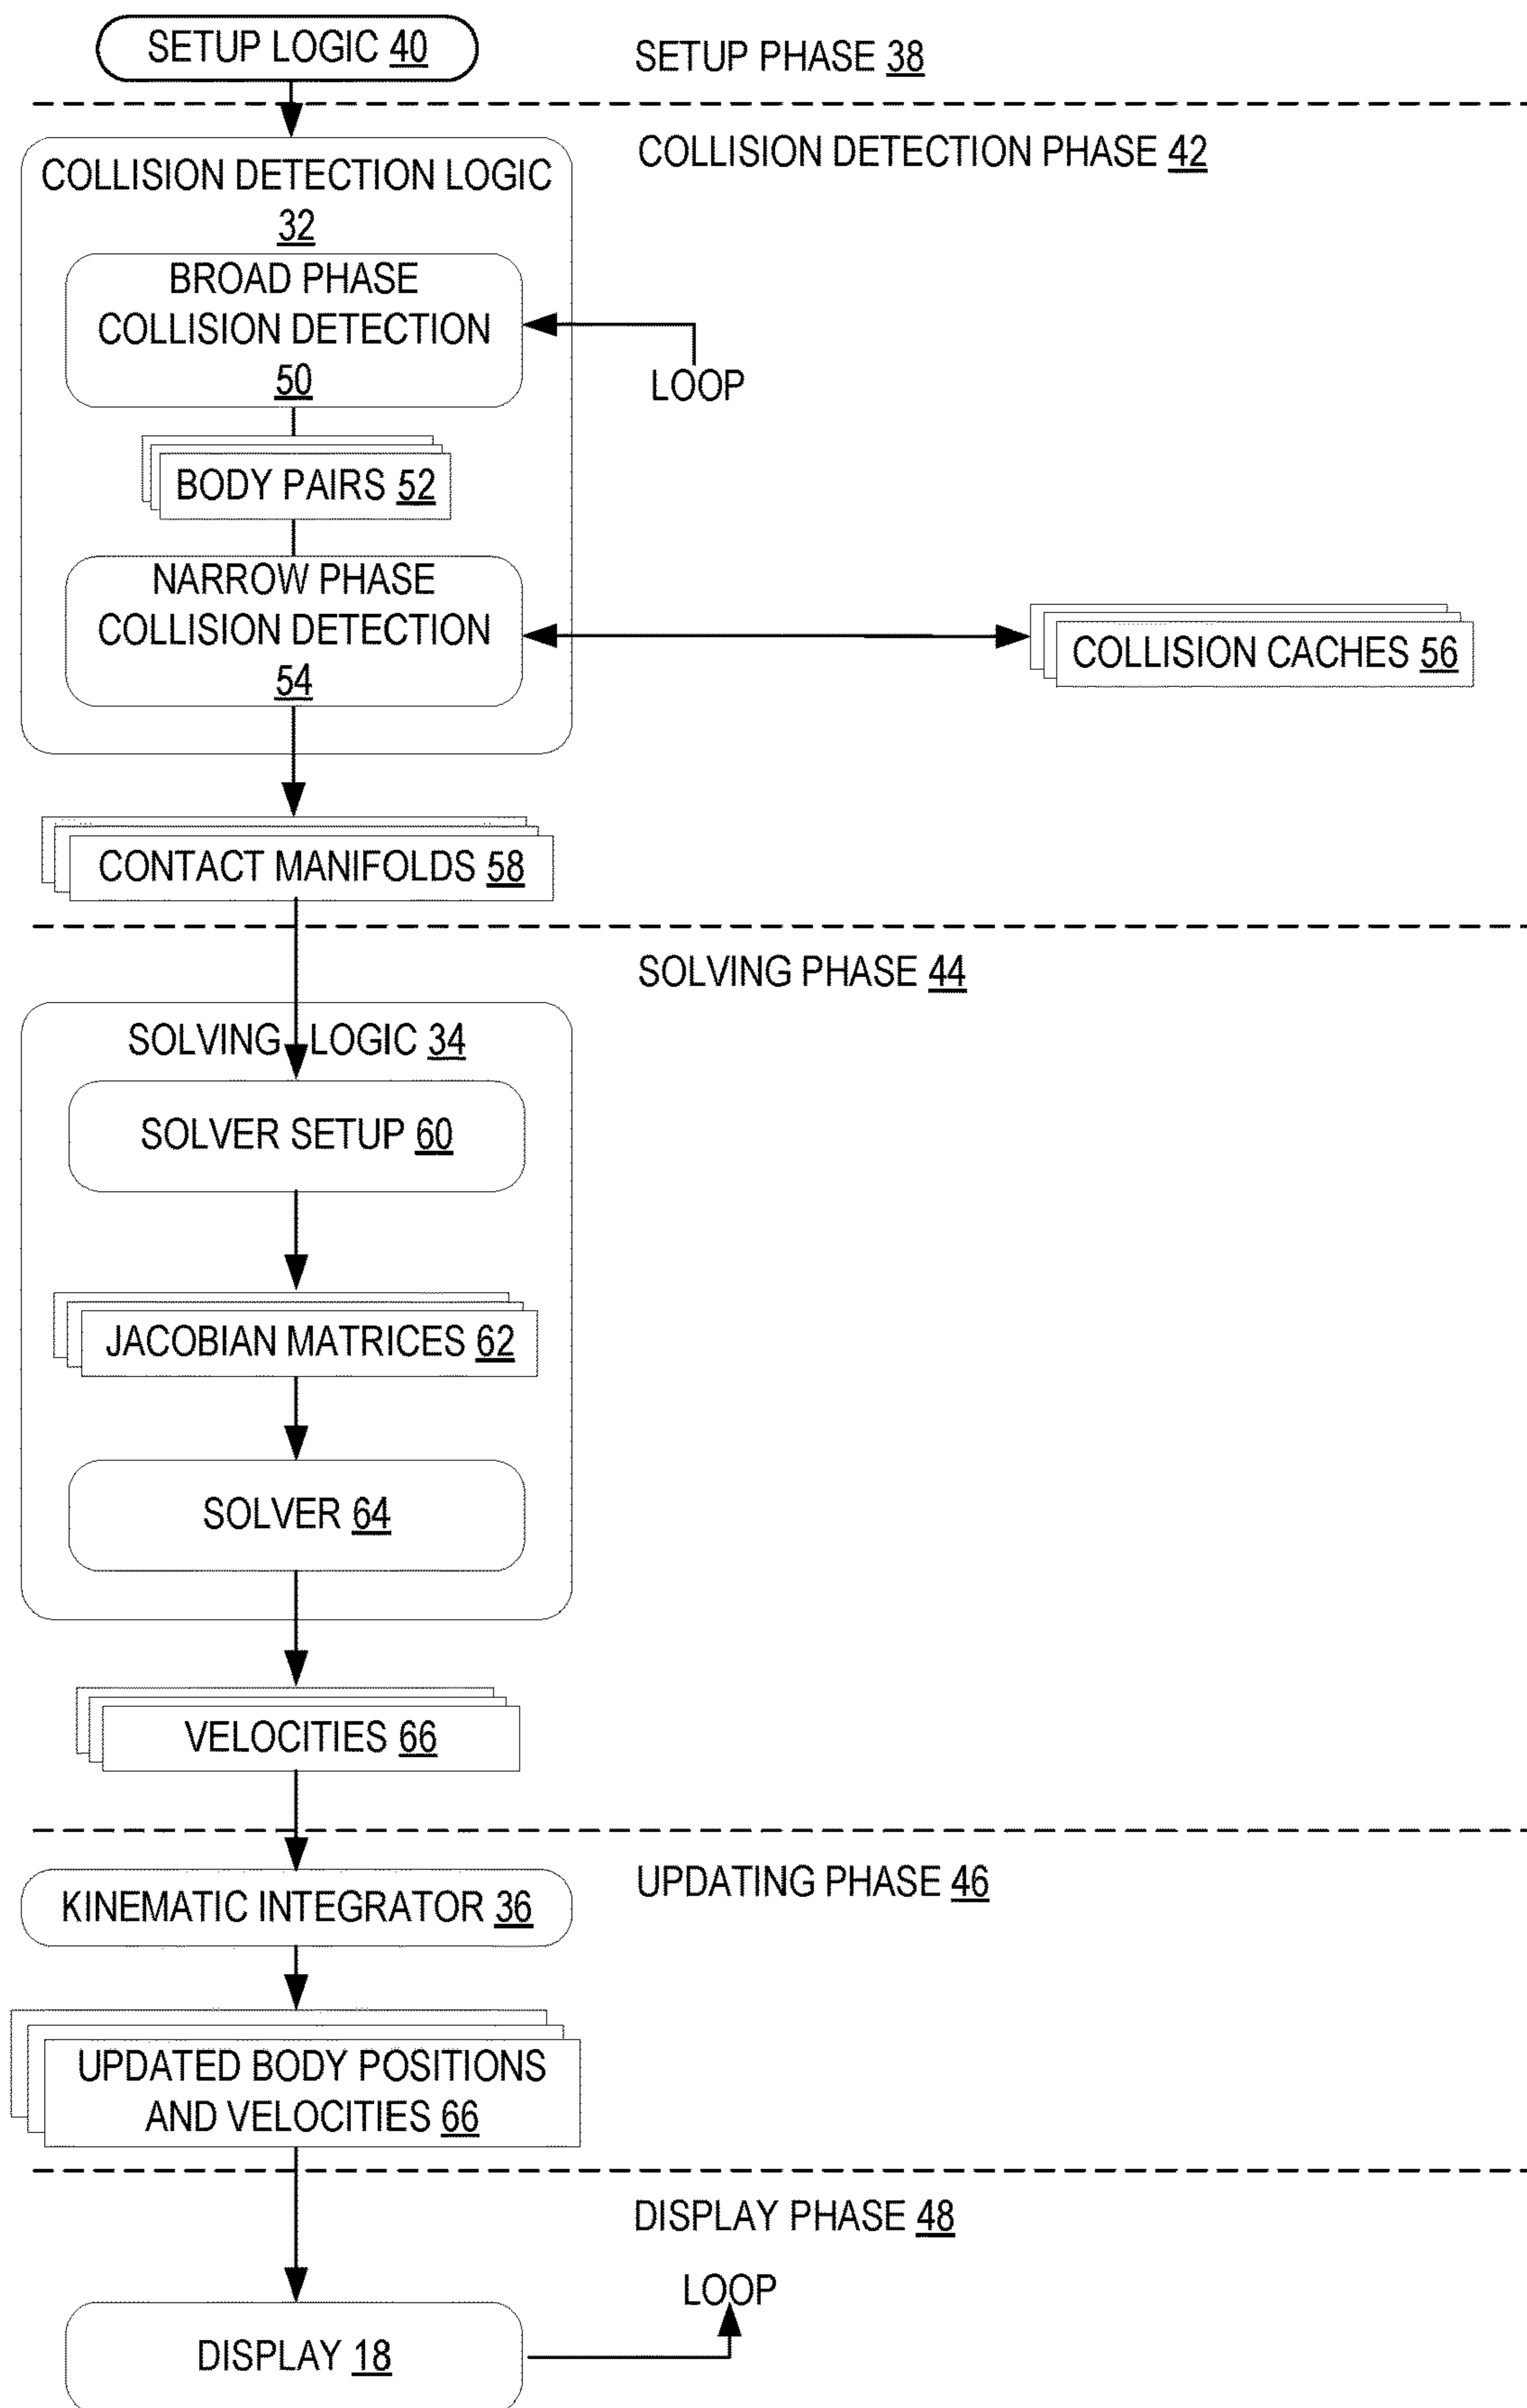 SETUP LOGIC 40
SETUP PHASE 38
COLLISION DETECTION PHASE 42
COLLISION DETECTION LOGIC
32
BROAD PHASE
COLLISION DETECTION
50
LOOP
BODY PAIRS 52
NARROW PHASE
COLLISION DETECTION
54
COLLISION CACHES 56
CONTACT MANIFOLDS 58
SOLVING PHASE 44
SOLVING LOGIC 34
SOLVER SETUP 60
JACOBIAN MATRICES 62
SOLVER 64
VELOCITIES 66
UPDATING PHASE 46
KINEMATIC INTEGRATOR 36
UPDATED BODY POSITIONS
AND VELOCITIES 66
DISPLAY PHASE 48
LOOP
DISPLAY 18